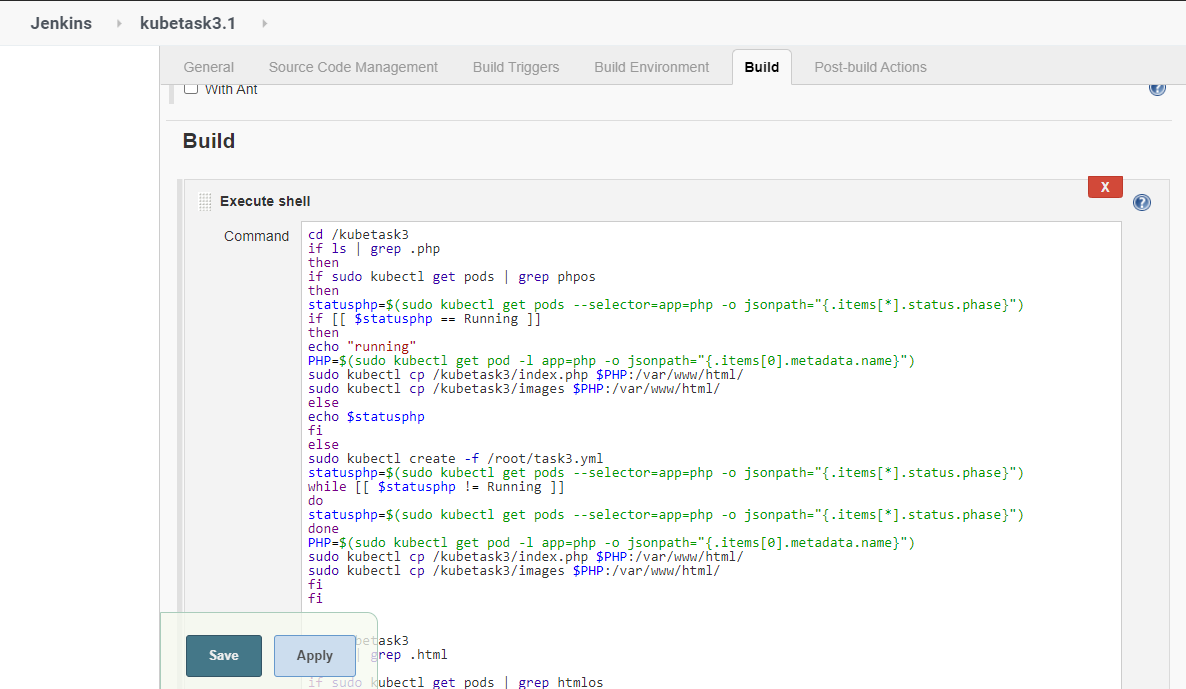 Jenkins kubetask3.1
General Source Code Management Build Triggers Build Environment Build Post-build Actions
With Ant
Build
X
Execute shell
Command
cd /kubetask3
if ls | grep .php
then
if sudo kubectl get pods | grep phpos
then
statusphp=$(sudo kubectl get pods --selector=app=php -o jsonpath="{.items[*].status.phase}")
if [[ $statusphp == Running ]]
then
echo "running"
PHP=$(sudo kubectl get pod -l app=php -o jsonpath="{.items[0].metadata.name}")
sudo kubectl cp /kubetask3/index.php $PHP:/var/www/html/
sudo kubectl cp /kubetask3/images $PHP:/var/www/html/
else
echo $statusphp
fi
else
sudo kubectl create -f /root/task3.yml
statusphp=$(sudo kubectl get pods --selector=app=php -o jsonpath="{.items[*].status.phase}")
while [[ $statusphp != Running ]]
do
statusphp=$(sudo kubectl get pods --selector=app=php -o jsonpath="{.items[*].status.phase}")
done
PHP=$(sudo kubectl get pod -l app=php -o jsonpath="{.items[0].metadata.name}")
sudo kubectl cp /kubetask3/index.php $PHP:/var/www/html/
sudo kubectl cp /kubetask3/images $PHP:/var/www/html/
fi
fi
betask3
| grep .html
if sudo kubectl get pods | grep htmlos
Save Apply